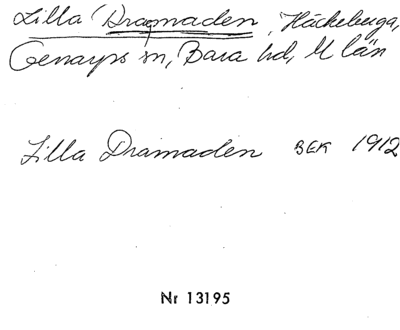 Lilla Dragmaden, Häckeberga,
Genarps sn, Bara hd, M län
Lilla Dramaden BEK 1912
Nr 13195